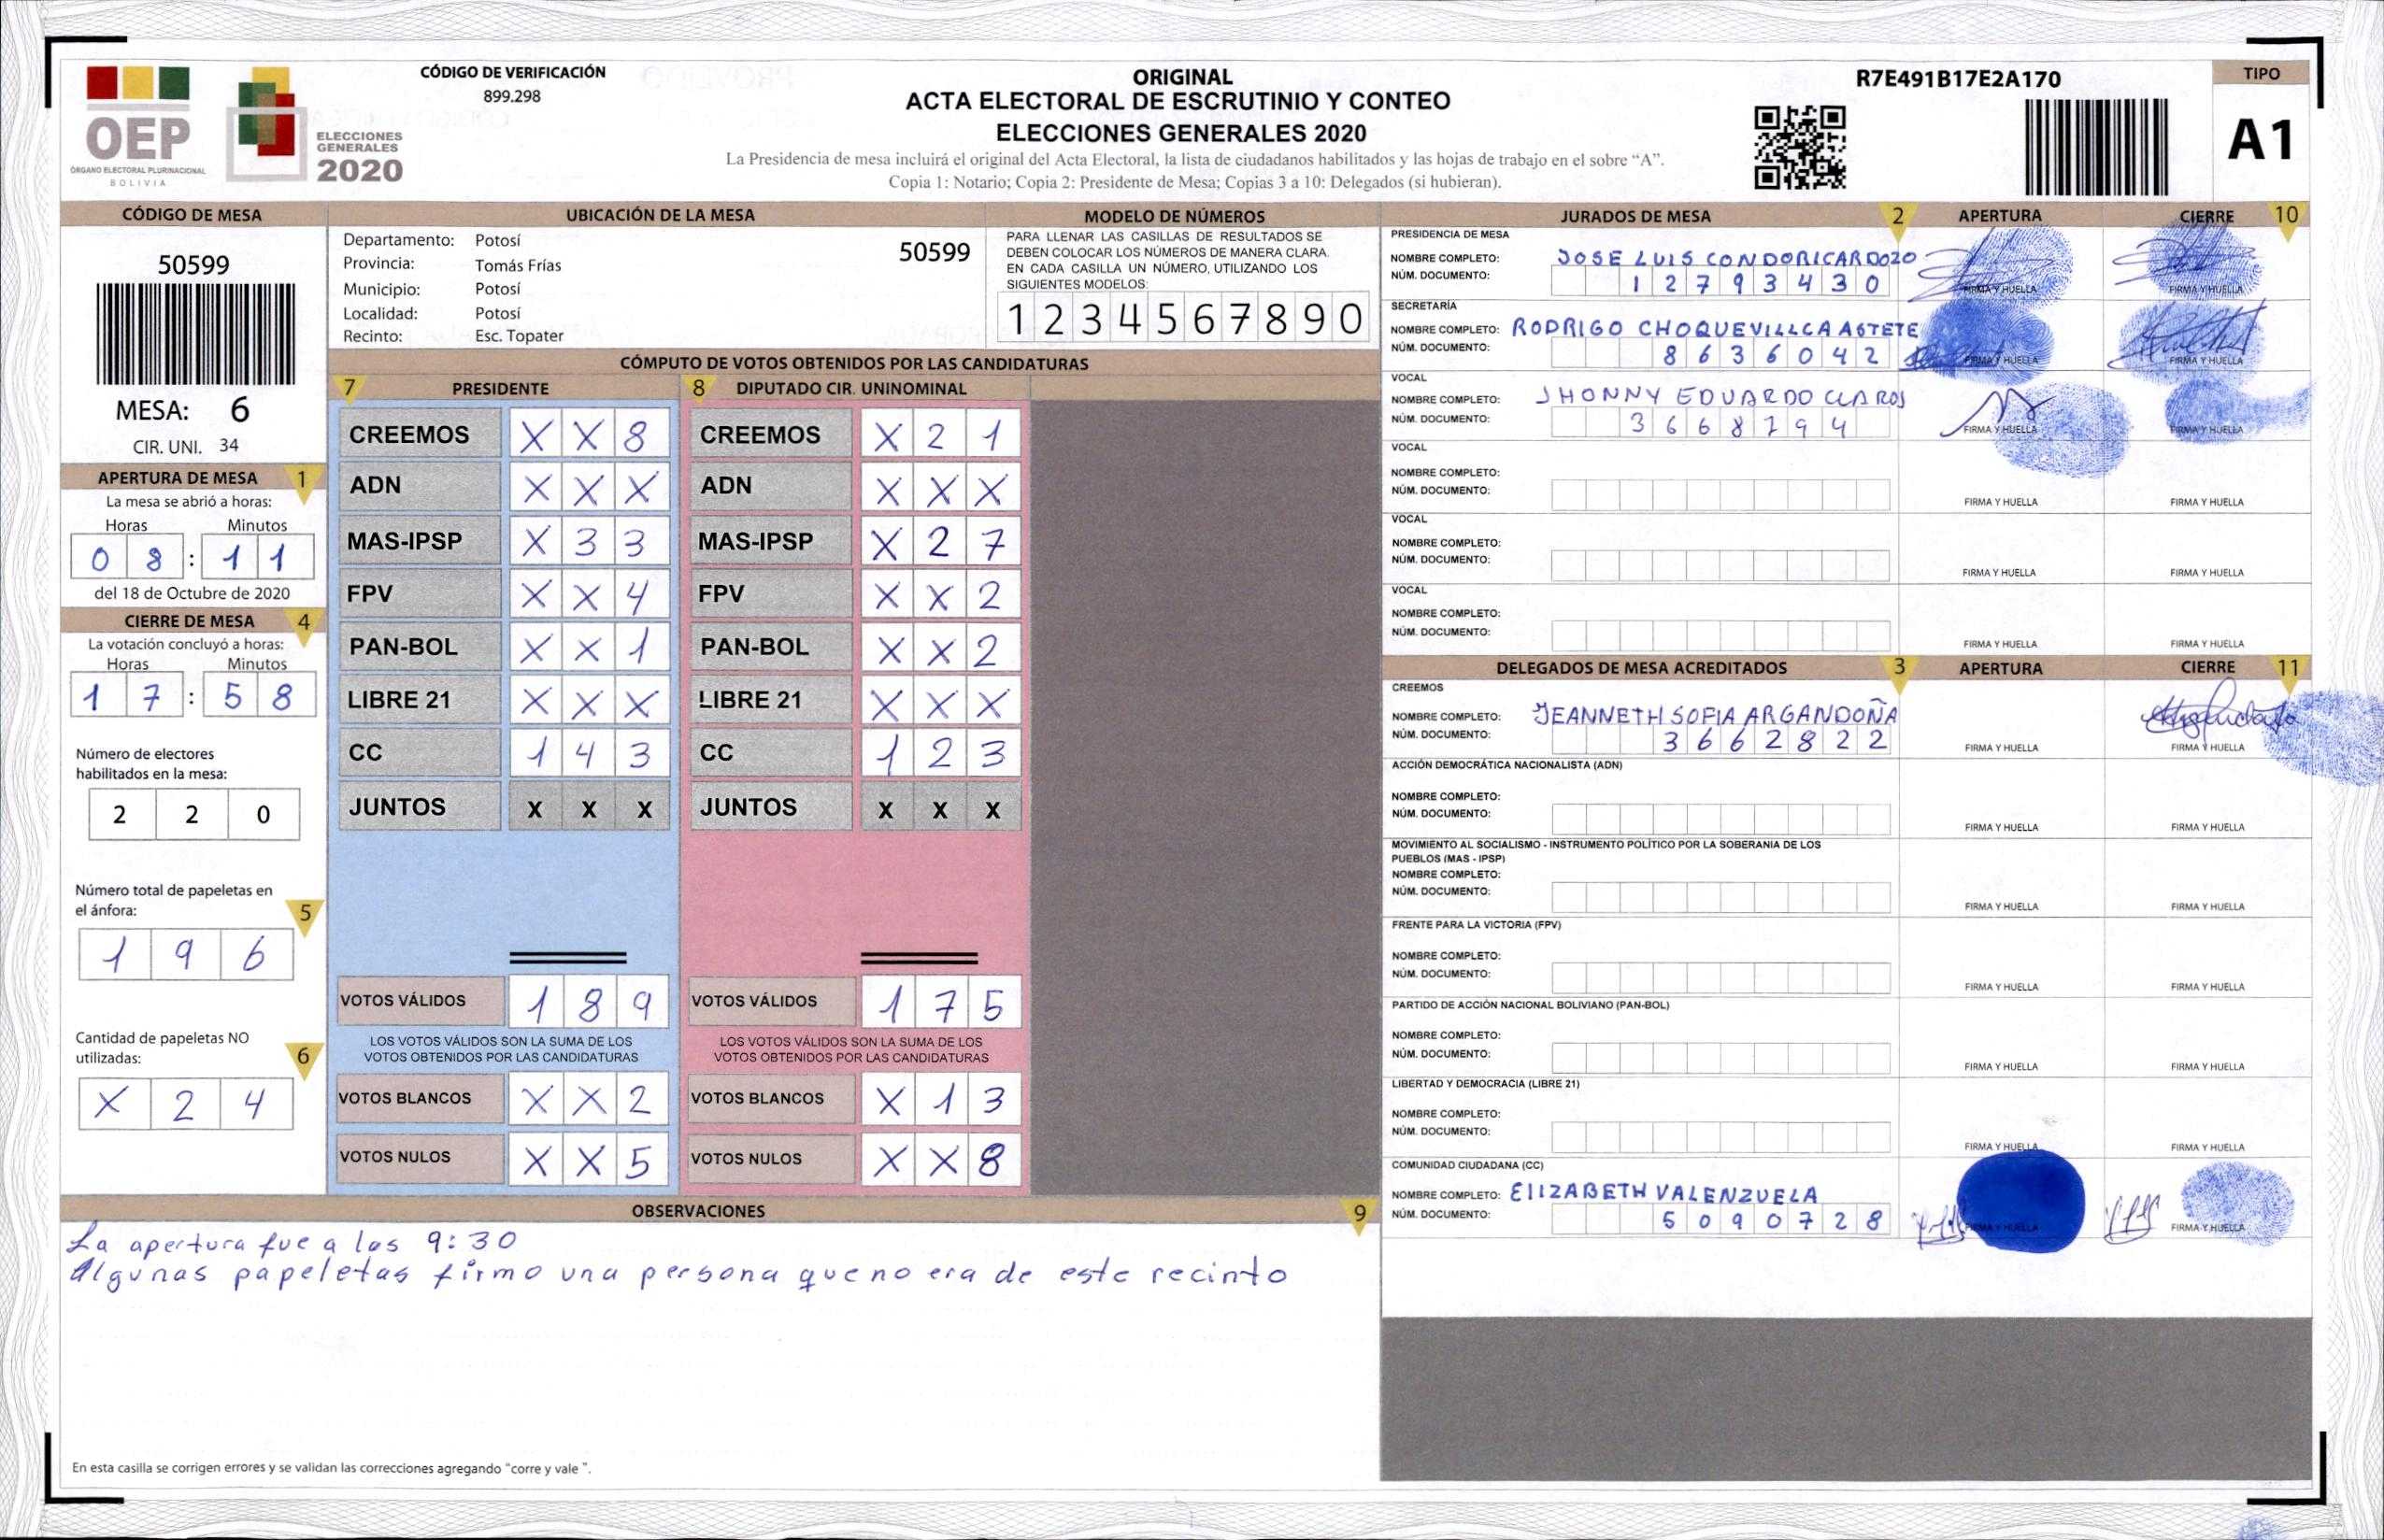 OEP
ÓRGANO ELECTORAL PLURINACIONAL
BOLIVIA
ELECCIONES
GENERALES
2020
CÓDIGO DE VERIFICACIÓN
899.298
ORIGINAL
ACTA ELECTORAL DE ESCRUTINIO Y CONTEO
ELECCIONES GENERALES 2020
La Presidencia de mesa incluirá el original del Acta Electoral, la lista de ciudadanos habilitados y las hojas de trabajo en el sobre “A”.
Copia 1: Notario; Copia 2: Presidente de Mesa; Copias 3 a 10: Delegados (si hubieran).
R7E491B17E2A170
TIPO
A1
CÓDIGO DE MESA
50599
MESA: 6
CIR. UNI. 34
APERTURA DE MESA 1
La mesa se abrió a horas:
Horas Minutos
0 8 : 1 1
del 18 de Octubre de 2020
CIERRE DE MESA 4
La votación concluyó a horas:
Horas Minutos
1 7 : 5 8
Número de electores
habilitados en la mesa:
2 2 0
Número total de papeletas en
el ánfora: 5
1 9 6
Cantidad de papeletas NO
utilizadas: 6
X 2 4
UBICACIÓN DE LA MESA
Departamento: Potosí 50599
Provincia: Tomás Frías
Municipio: Potosí
Localidad: Potosí
Recinto: Esc. Topater
MODELO DE NÚMEROS
PARA LLENAR LAS CASILLAS DE RESULTADOS SE
DEBEN COLOCAR LOS NÚMEROS DE MANERA CLARA.
EN CADA CASILLA UN NÚMERO, UTILIZANDO LOS
SIGUIENTES MODELOS:
1 2 3 4 5 6 7 8 9 0
CÓMPUTO DE VOTOS OBTENIDOS POR LAS CANDIDATURAS
7 PRESIDENTE 8 DIPUTADO CIR. UNINOMINAL
CREEMOS X X 8 CREEMOS X 2 1
ADN X X X ADN X X X
MAS-IPSP X 3 3 MAS-IPSP X 2 7
FPV X X 4 FPV X X 2
PAN-BOL X X 1 PAN-BOL X X 2
LIBRE 21 X X X LIBRE 21 X X X
CC 1 4 3 CC 1 2 3
JUNTOS X X X JUNTOS X X X
VOTOS VÁLIDOS 1 8 9 VOTOS VÁLIDOS 1 7 5
LOS VOTOS VÁLIDOS SON LA SUMA DE LOS LOS VOTOS VÁLIDOS SON LA SUMA DE LOS
VOTOS OBTENIDOS POR LAS CANDIDATURAS VOTOS OBTENIDOS POR LAS CANDIDATURAS
VOTOS BLANCOS X X 2 VOTOS BLANCOS X 1 3
VOTOS NULOS X X 5 VOTOS NULOS X X 8
OBSERVACIONES 9
La apertura fue a las 9:30
Algunas papeletas firmo una persona que no era de este recinto
En esta casilla se corrigen errores y se validan las correcciones agregando “corre y vale ”.
JURADOS DE MESA 2 APERTURA CIERRE 10
PRESIDENCIA DE MESA
NOMBRE COMPLETO: JOSE LUIS CONDORICARDOZO
NÚM. DOCUMENTO: 1 2 7 9 3 4 3 0 FIRMA Y HUELLA FIRMA Y HUELLA
SECRETARÍA
NOMBRE COMPLETO: RODRIGO CHOQUEVILLCA ASTETE
NÚM. DOCUMENTO: 8 6 3 6 0 4 2 FIRMA Y HUELLA FIRMA Y HUELLA
VOCAL
NOMBRE COMPLETO: JHONNY EDUARDO CLAROS
NÚM. DOCUMENTO: 3 6 6 8 7 9 4 FIRMA Y HUELLA FIRMA Y HUELLA
VOCAL
NOMBRE COMPLETO:
NÚM. DOCUMENTO: FIRMA Y HUELLA FIRMA Y HUELLA
VOCAL
NOMBRE COMPLETO:
NÚM. DOCUMENTO: FIRMA Y HUELLA FIRMA Y HUELLA
VOCAL
NOMBRE COMPLETO:
NÚM. DOCUMENTO: FIRMA Y HUELLA FIRMA Y HUELLA
DELEGADOS DE MESA ACREDITADOS 3 APERTURA CIERRE 11
CREEMOS
NOMBRE COMPLETO: JEANNETH SOFIA ARGANDOÑA
NÚM. DOCUMENTO: 3 6 6 2 8 2 2 FIRMA Y HUELLA FIRMA Y HUELLA
ACCIÓN DEMOCRÁTICA NACIONALISTA (ADN)
NOMBRE COMPLETO:
NÚM. DOCUMENTO: FIRMA Y HUELLA FIRMA Y HUELLA
MOVIMIENTO AL SOCIALISMO - INSTRUMENTO POLÍTICO POR LA SOBERANIA DE LOS
PUEBLOS (MAS - IPSP)
NOMBRE COMPLETO:
NÚM. DOCUMENTO: FIRMA Y HUELLA FIRMA Y HUELLA
FRENTE PARA LA VICTORIA (FPV)
NOMBRE COMPLETO:
NÚM. DOCUMENTO: FIRMA Y HUELLA FIRMA Y HUELLA
PARTIDO DE ACCIÓN NACIONAL BOLIVIANO (PAN-BOL)
NOMBRE COMPLETO:
NÚM. DOCUMENTO: FIRMA Y HUELLA FIRMA Y HUELLA
LIBERTAD Y DEMOCRACIA (LIBRE 21)
NOMBRE COMPLETO:
NÚM. DOCUMENTO: FIRMA Y HUELLA FIRMA Y HUELLA
COMUNIDAD CIUDADANA (CC)
NOMBRE COMPLETO: ElIZABETH VALENZUELA
NÚM. DOCUMENTO: 5 0 9 0 7 2 8 FIRMA Y HUELLA FIRMA Y HUELLA